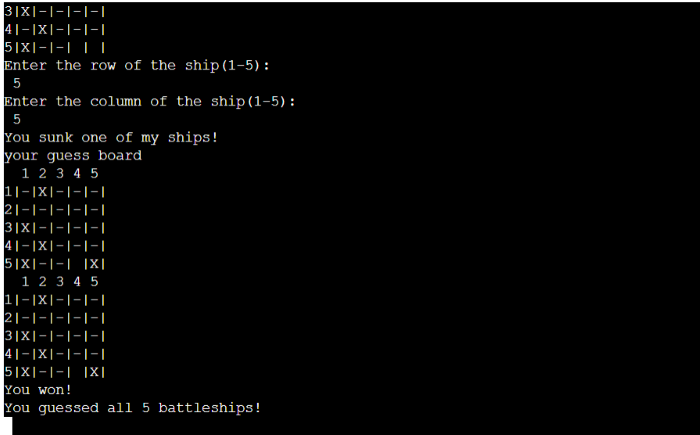 3|X|-|-|-|-|
4|-|X|-|-|-|
5|X|-|-| | |
Enter the row of the ship(1-5):
 5
Enter the column of the ship(1-5):
 5
You sunk one of my ships!
your guess board
  1 2 3 4 5
1|-|X|-|-|-|
2|-|-|-|-|-|
3|X|-|-|-|-|
4|-|X|-|-|-|
5|X|-|-| |X|
  1 2 3 4 5
1|-|X|-|-|-|
2|-|-|-|-|-|
3|X|-|-|-|-|
4|-|X|-|-|-|
5|X|-|-| |X|
You won!
You guessed all 5 battleships!